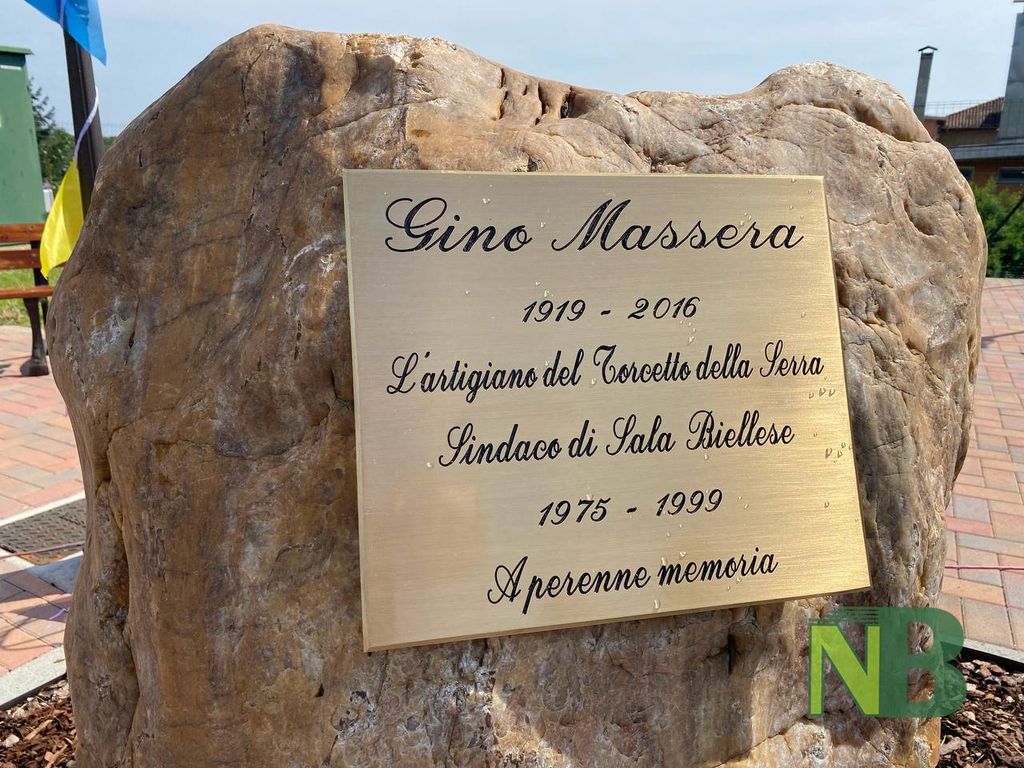 Gino Massera
1919 - 2016
L'artigiano del Torcetto della Serra
Sindaco di Sala Biellese
1975 - 1999
A perenne memoria
NB